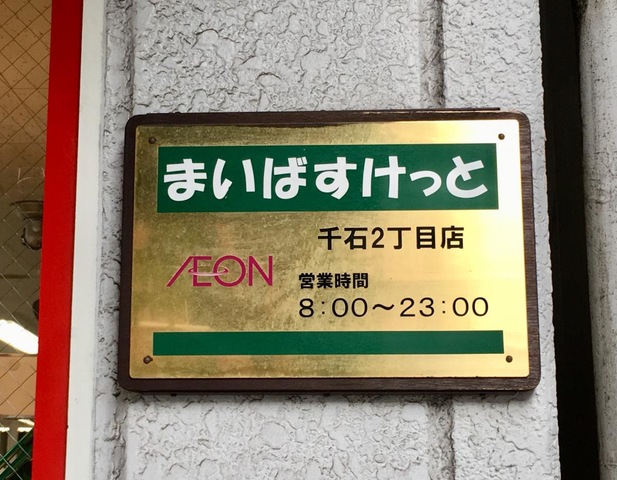 まいばすけっと
千石2丁目店
ÆON
営業時間
8:00～23:00